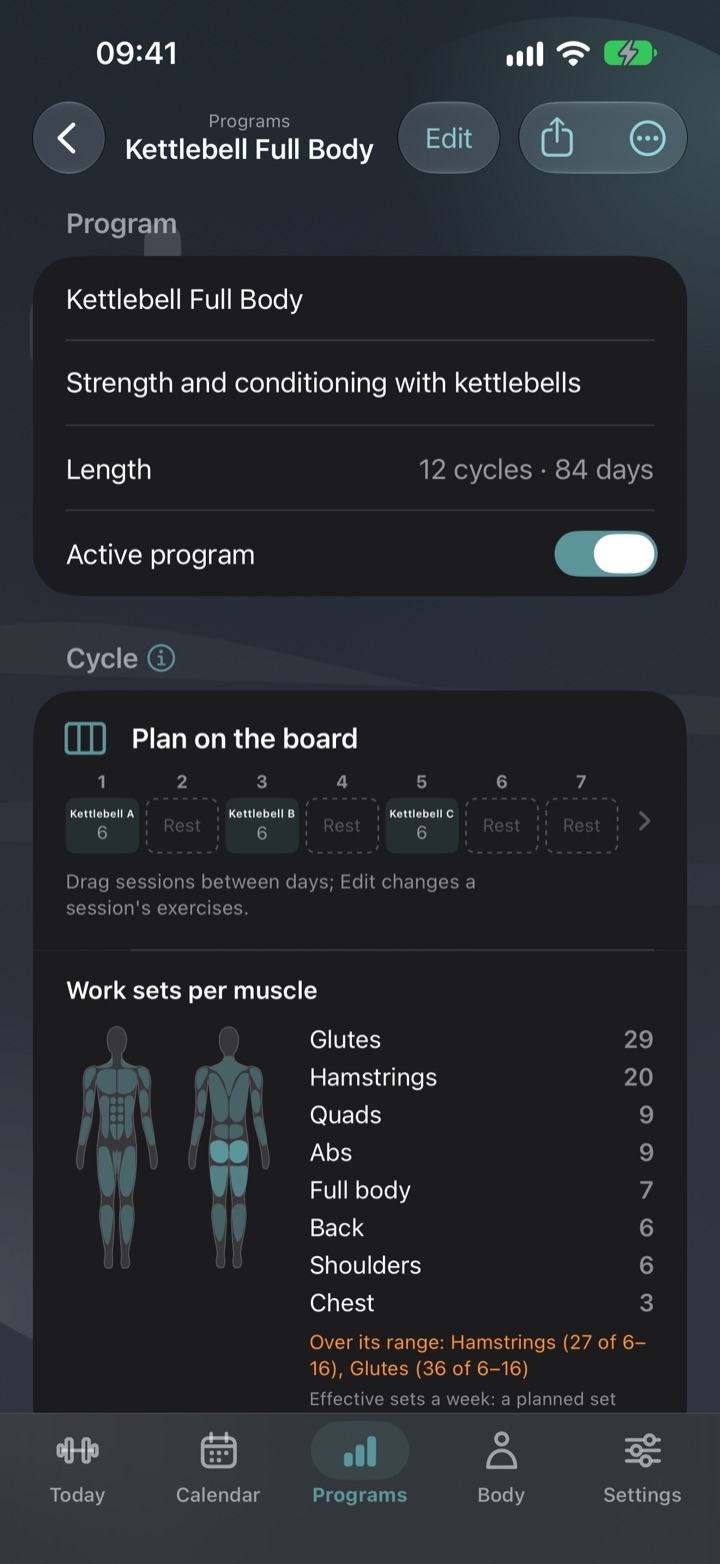 09:41
Programs
Kettlebell Full Body
Edit
Program
Kettlebell Full Body
Strength and conditioning with kettlebells
Length 12 cycles · 84 days
Active program
Cycle
Plan on the board
1 2 3 4 5 6 7
Kettlebell A Rest Kettlebell B Rest Kettlebell C Rest Rest
6 6 6
Drag sessions between days; Edit changes a
session's exercises.
Work sets per muscle
Glutes 29
Hamstrings 20
Quads 9
Abs 9
Full body 7
Back 6
Shoulders 6
Chest 3
Over its range: Hamstrings (27 of 6–
16), Glutes (36 of 6–16)
Effective sets a week: a planned set
Today Calendar Programs Body Settings